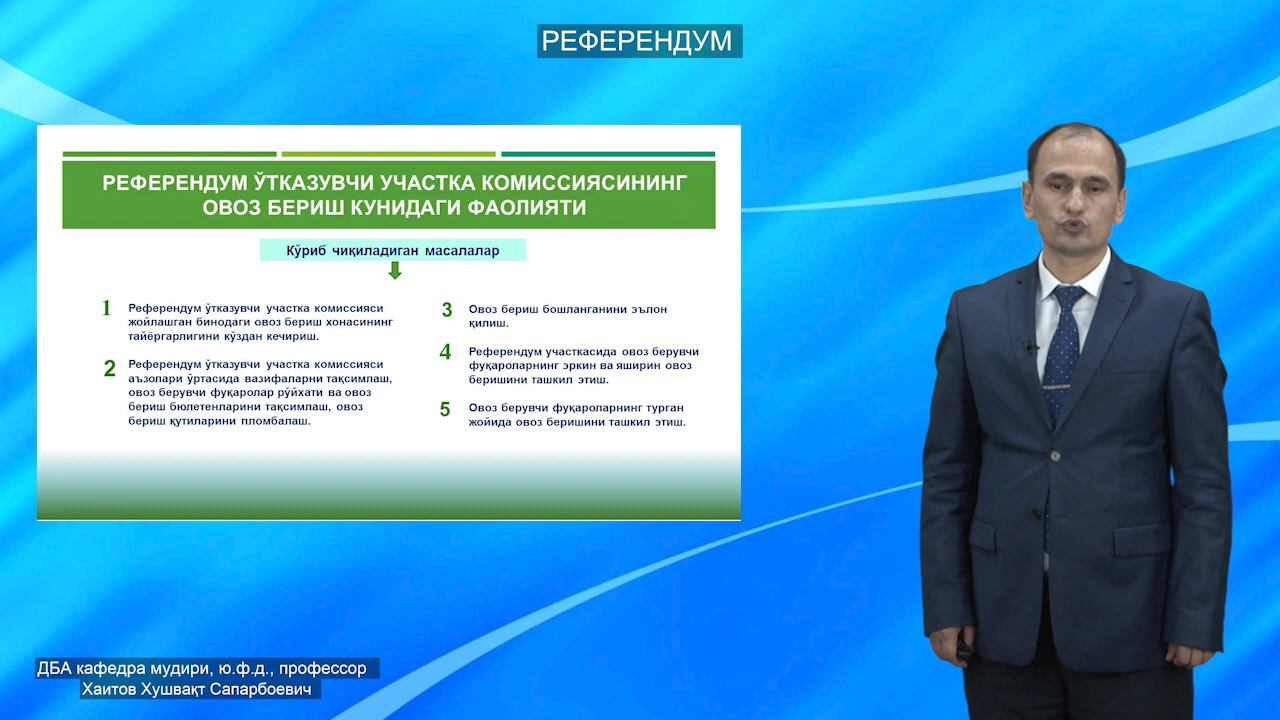 РЕФЕРЕНДУМ
РЕФЕРЕНДУМ ЎТКАЗУВЧИ УЧАСТКА КОМИССИЯСИНИНГ
ОВОЗ БЕРИШ КУНИДАГИ ФАОЛИЯТИ
Кўриб чиқиладиган масалалар
1 Референдум ўтказувчи участка комиссияси
жойлашган бинодаги овоз бериш хонасининг
тайёргарлигини кўздан кечириш.
2 Референдум ўтказувчи участка комиссияси
аъзолари ўртасида вазифаларни тақсимлаш,
овоз берувчи фуқаролар рўйхати ва овоз
бериш бюлетенларини тақсимлаш, овоз
бериш қутиларини пломбалаш.
3 Овоз бериш бошланганини эълон
қилиш.
4 Референдум участкасида овоз берувчи
фуқароларнинг эркин ва яширин овоз
беришини ташкил этиш.
5 Овоз берувчи фуқароларнинг турган
жойида овоз беришини ташкил этиш.
ДБА кафедра мудири, ю.ф.д., профессор
Хаитов Хушвақт Сапарбоевич